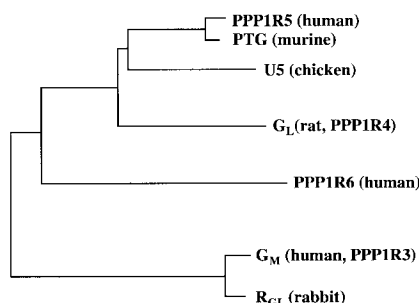 PPP1R5 (human)
PTG (murine)
U5 (chicken)
GL(rat, PPP1R4)
PPP1R6 (human)
GM (human, PPP1R3)
RGL (rabbit)